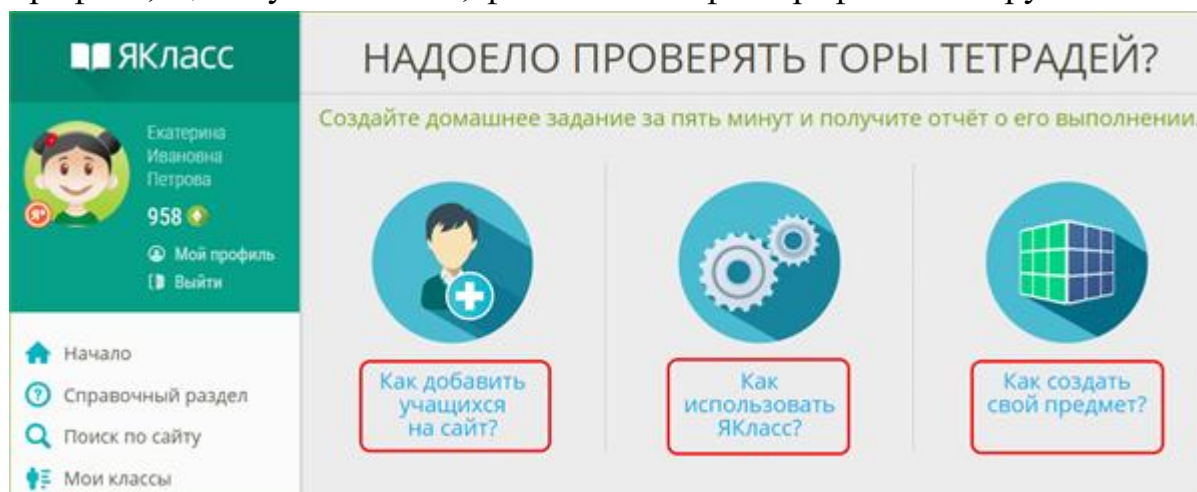 ЯКласс
Екатерина
Ивановна
Петрова
958
Мой профиль
Выйти
Начало
Справочный раздел
Поиск по сайту
Мои классы
НАДОЕЛО ПРОВЕРЯТЬ ГОРЫ ТЕТРАДЕЙ?
Создайте домашнее задание за пять минут и получите отчёт о его выполнении.
Как добавить
учащихся
на сайт?
Как
использовать
ЯКласс?
Как создать
свой предмет?